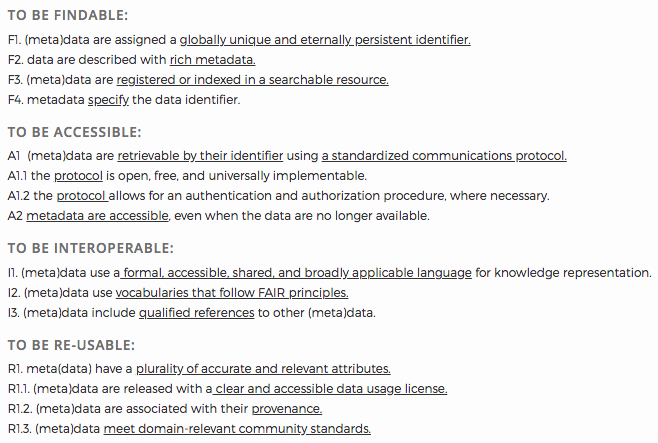 TO BE FINDABLE:
F1. (meta)data are assigned a globally unique and eternally persistent identifier.
F2. data are described with rich metadata.
F3. (meta)data are registered or indexed in a searchable resource.
F4. metadata specify the data identifier.
TO BE ACCESSIBLE:
A1 (meta)data are retrievable by their identifier using a standardized communications protocol.
A1.1 the protocol is open, free, and universally implementable.
A1.2 the protocol allows for an authentication and authorization procedure, where necessary.
A2 metadata are accessible, even when the data are no longer available.
TO BE INTEROPERABLE:
I1. (meta)data use a formal, accessible, shared, and broadly applicable language for knowledge representation.
I2. (meta)data use vocabularies that follow FAIR principles.
I3. (meta)data include qualified references to other (meta)data.
TO BE RE-USABLE:
R1. meta(data) have a plurality of accurate and relevant attributes.
R1.1. (meta)data are released with a clear and accessible data usage license.
R1.2. (meta)data are associated with their provenance.
R1.3. (meta)data meet domain-relevant community standards.